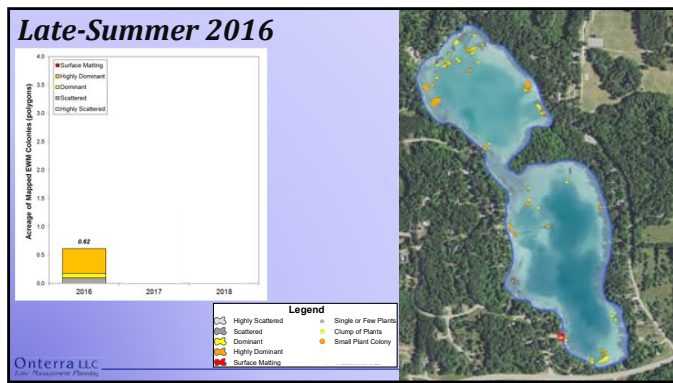 Late-Summer 2016
4.0
3.5
3.0
2.5
2.0
1.5
1.0
0.5
0.0
Acreage of Mapped EWM Colonies (polygons)
Surface Matting
Highly Dominant
Dominant
Scattered
Highly Scattered
0.62
2016 2017 2018
Legend
Highly Scattered
Scattered
Dominant
Highly Dominant
Surface Matting
Single or Few Plants
Clump of Plants
Small Plant Colony
Onterra LLC
Lake Management Planning